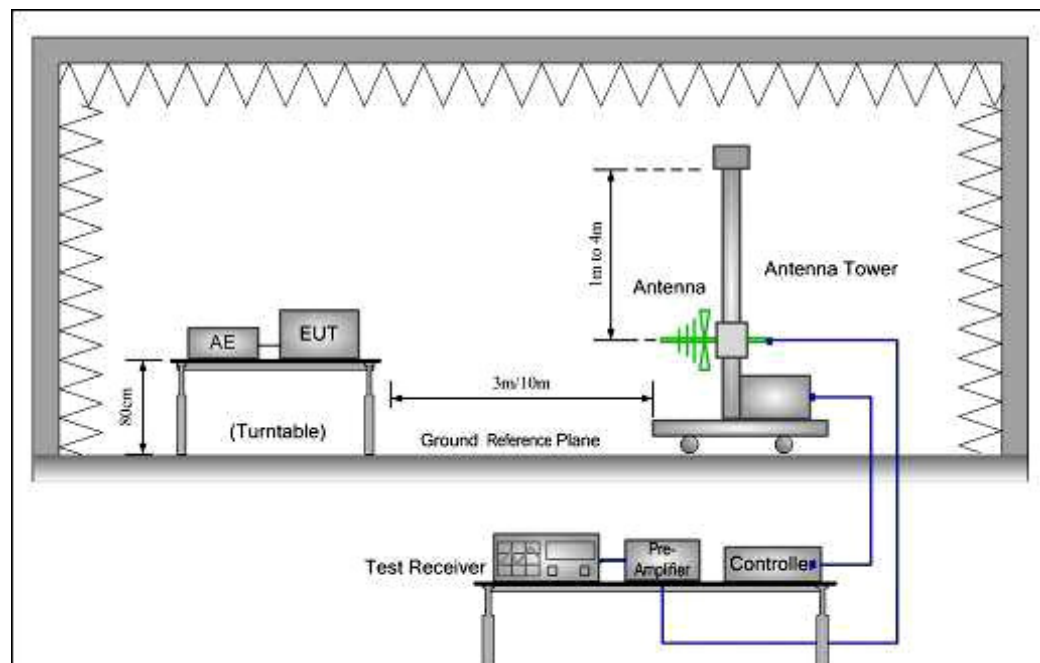 1m to 4m
Antenna
Antenna Tower
AE
EUT
80cm
3m/10m
(Turntable)
Ground Reference Plane
Test Receiver
Pre-
Amplifier
Controller